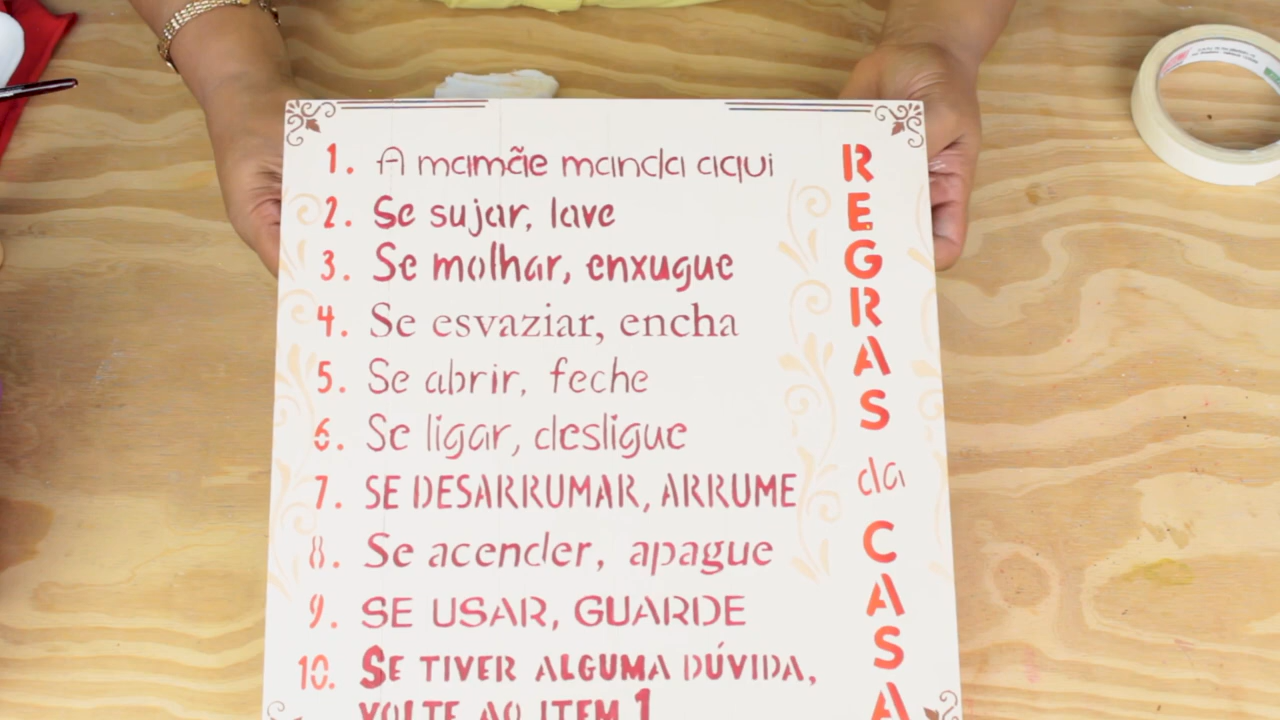 1. A mamãe manda aqui
2. Se sujar, lave
3. Se molhar, enxugue
4. Se esvaziar, encha
5. Se abrir, feche
6. Se ligar, desligue
7. SE DESARRUMAR, ARRUME
8. Se acender, apague
9. SE USAR, GUARDE
10. SE TIVER ALGUMA DÚVIDA,
VOLTE AO ITEM 1
REGRAS
da
CASA